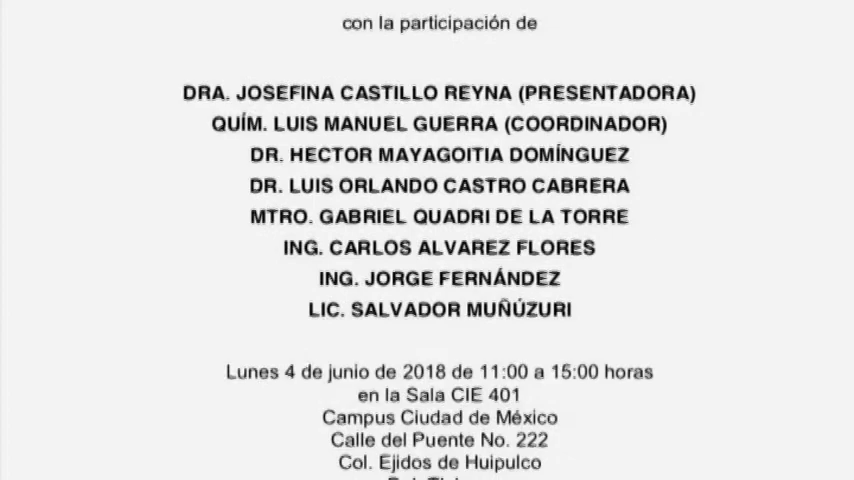 con la participación de
DRA. JOSEFINA CASTILLO REYNA (PRESENTADORA)
QUÍM. LUIS MANUEL GUERRA (COORDINADOR)
DR. HECTOR MAYAGOITIA DOMÍNGUEZ
DR. LUIS ORLANDO CASTRO CABRERA
MTRO. GABRIEL QUADRI DE LA TORRE
ING. CARLOS ALVAREZ FLORES
ING. JORGE FERNÁNDEZ
LIC. SALVADOR MUÑÚZURI
Lunes 4 de junio de 2018 de 11:00 a 15:00 horas
en la Sala CIE 401
Campus Ciudad de México
Calle del Puente No. 222
Col. Ejidos de Huipulco